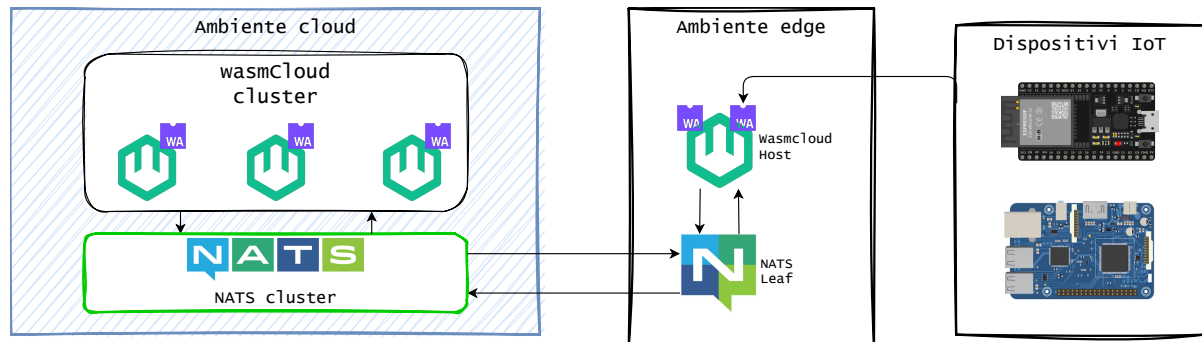 Ambiente cloud
wasmCloud
cluster
WA
WA
WA
NATS
NATS cluster
Ambiente edge
WA
WA
Wasmcloud
Host
N
NATS
Leaf
Dispositivi IoT
ESPRESSIF